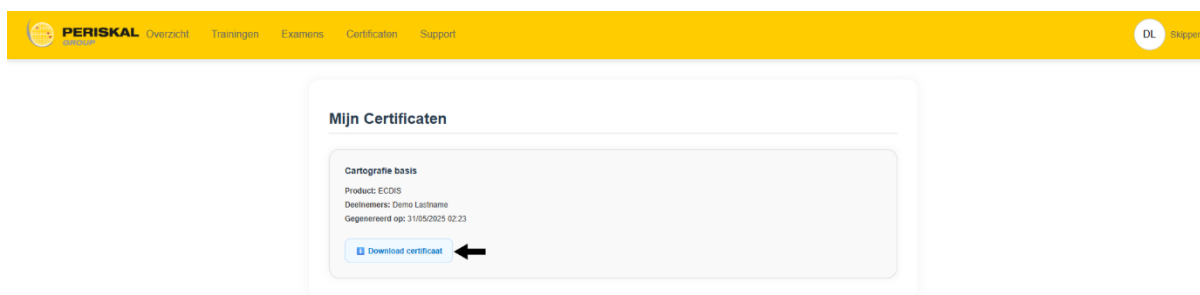 PERISKAL GROUP Overzicht Trainingen Examens Certificaten Support DL Skipper
Mijn Certificaten
Cartografie basis
Product: ECDIS
Deelnemers: Demo Lastname
Gegenereerd op: 31/05/2025 02:23
Download certificaat